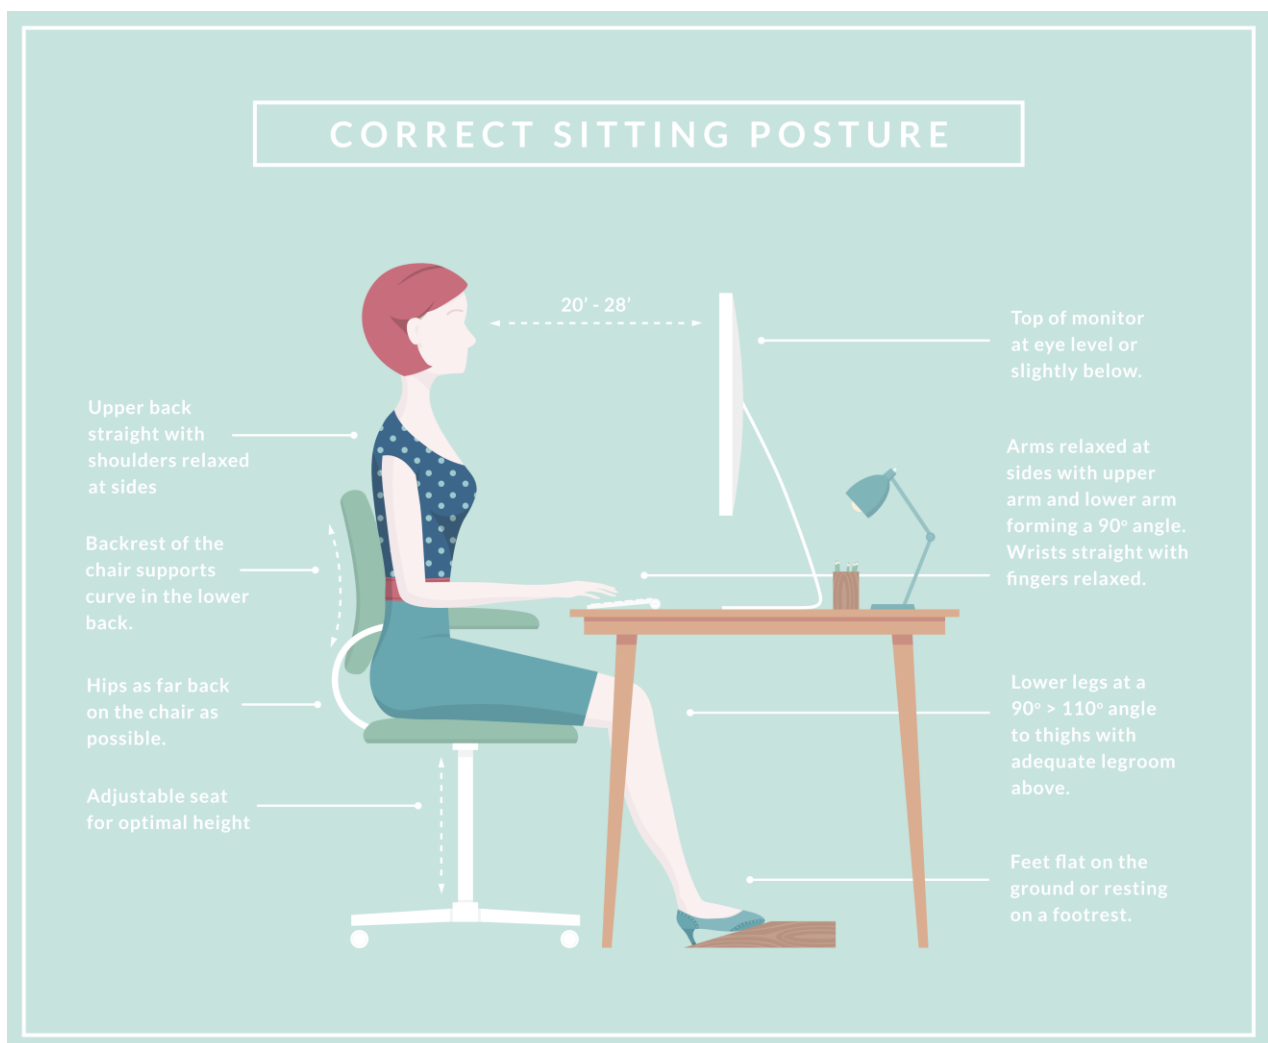 CORRECT SITTING POSTURE
20’ - 28’
Upper back
straight with
shoulders relaxed
at sides
Backrest of the
chair supports
curve in the lower
back.
Hips as far back
on the chair as
possible.
Adjustable seat
for optimal height
Top of monitor
at eye level or
slightly below.
Arms relaxed at
sides with upper
arm and lower arm
forming a 90º angle.
Wrists straight with
fingers relaxed.
Lower legs at a
90º > 110º angle
to thighs with
adequate legroom
above.
Feet flat on the
ground or resting
on a footrest.